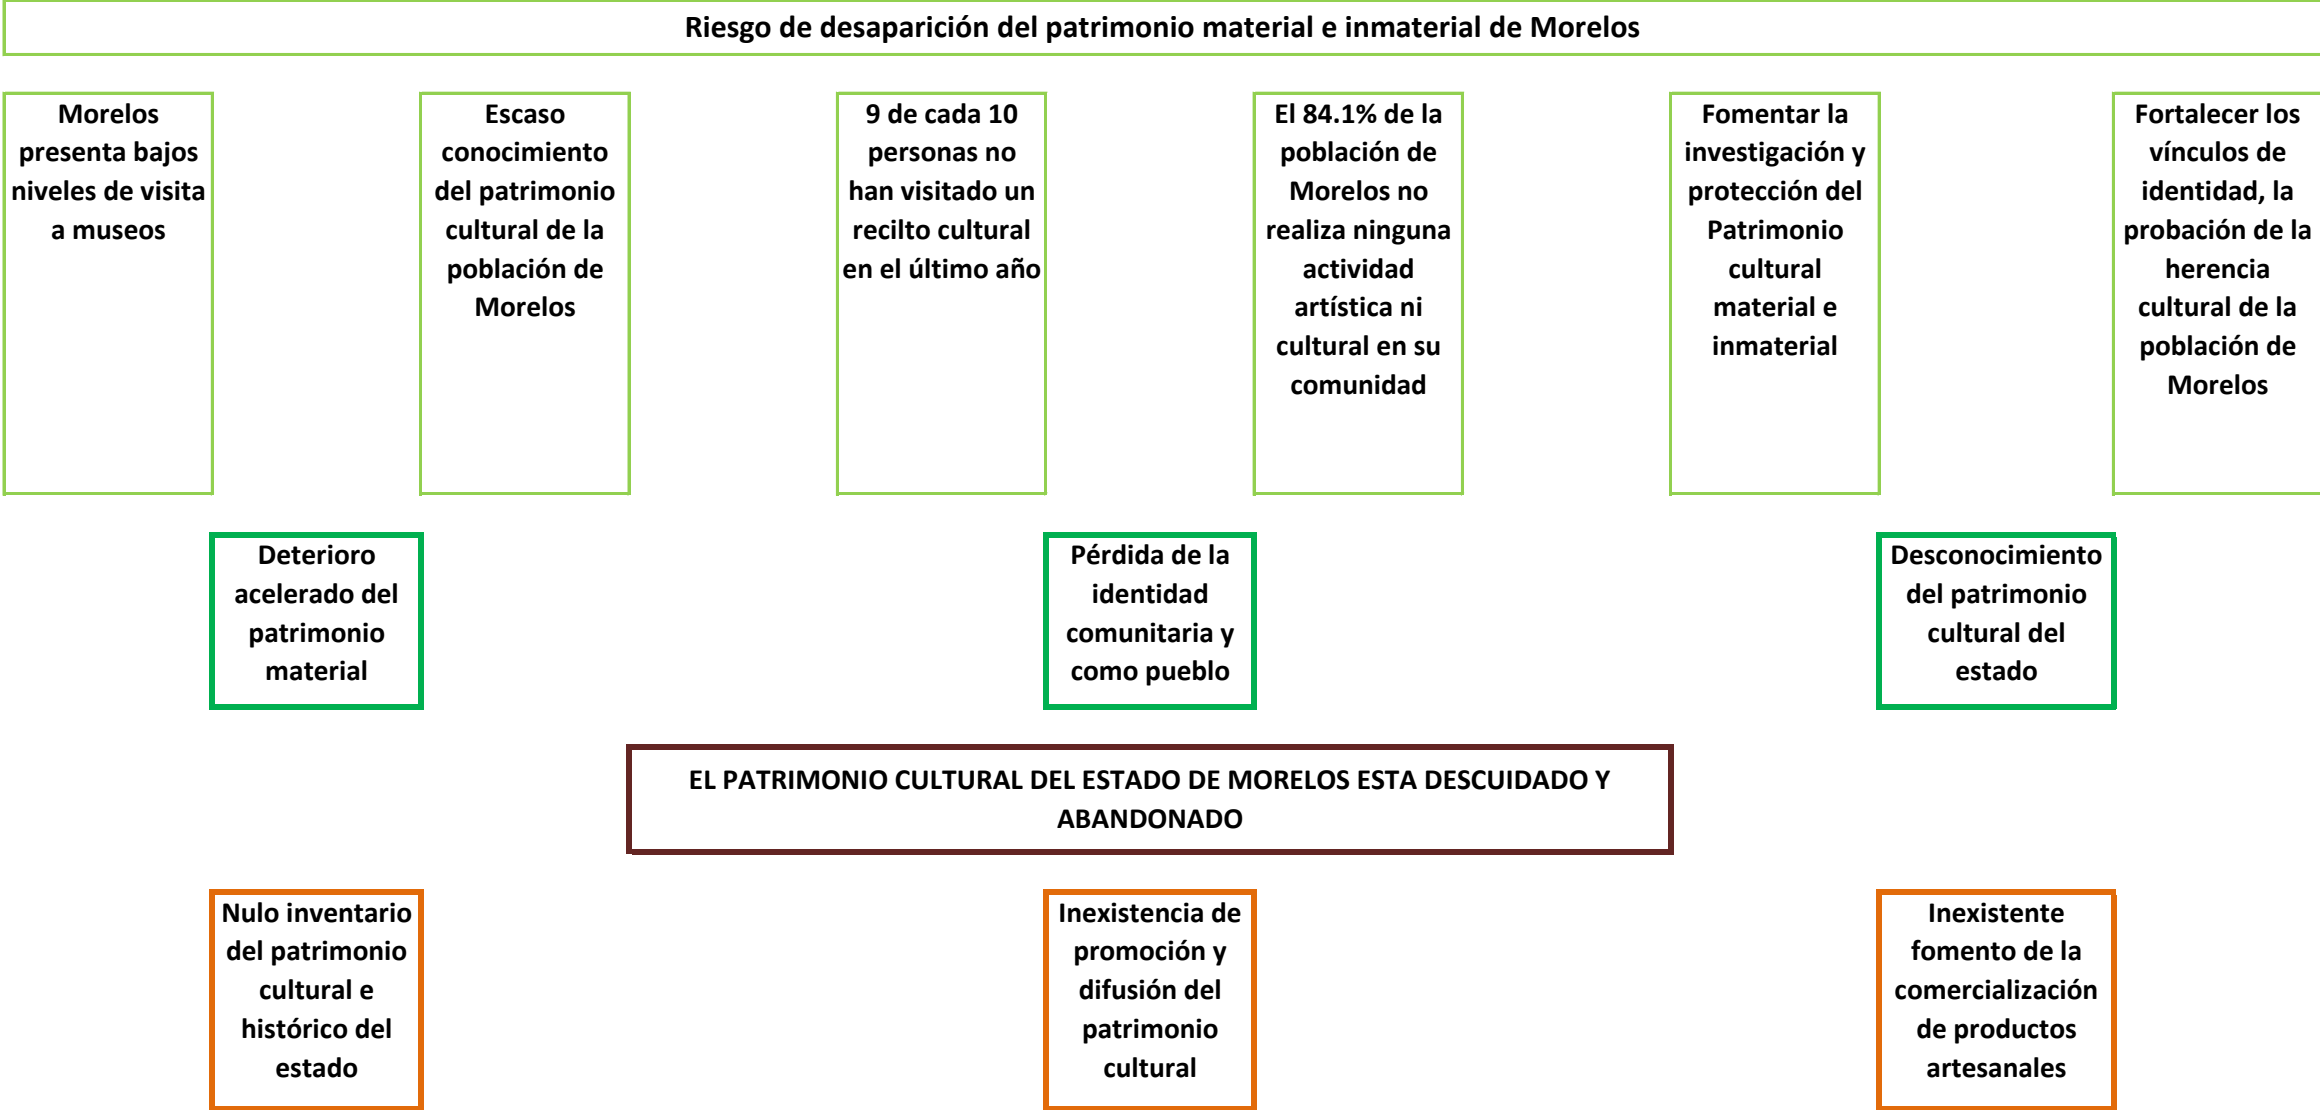 Riesgo de desaparición del patrimonio material e inmaterial de Morelos
Morelos
presenta bajos
niveles de visita
a museos
Escaso
conocimiento
del patrimonio
cultural de la
población de
Morelos
9 de cada 10
personas no
han visitado un
recilto cultural
en el último año
El 84.1% de la
población de
Morelos no
realiza ninguna
actividad
artística ni
cultural en su
comunidad
Fomentar la
investigación y
protección del
Patrimonio
cultural
material e
inmaterial
Fortalecer los
vínculos de
identidad, la
probación de la
herencia
cultural de la
población de
Morelos
Deterioro
acelerado del
patrimonio
material
Pérdida de la
identidad
comunitaria y
como pueblo
Desconocimiento
del patrimonio
cultural del
estado
EL PATRIMONIO CULTURAL DEL ESTADO DE MORELOS ESTA DESCUIDADO Y
ABANDONADO
Nulo inventario
del patrimonio
cultural e
histórico del
estado
Inexistencia de
promoción y
difusión del
patrimonio
cultural
Inexistente
fomento de la
comercialización
de productos
artesanales